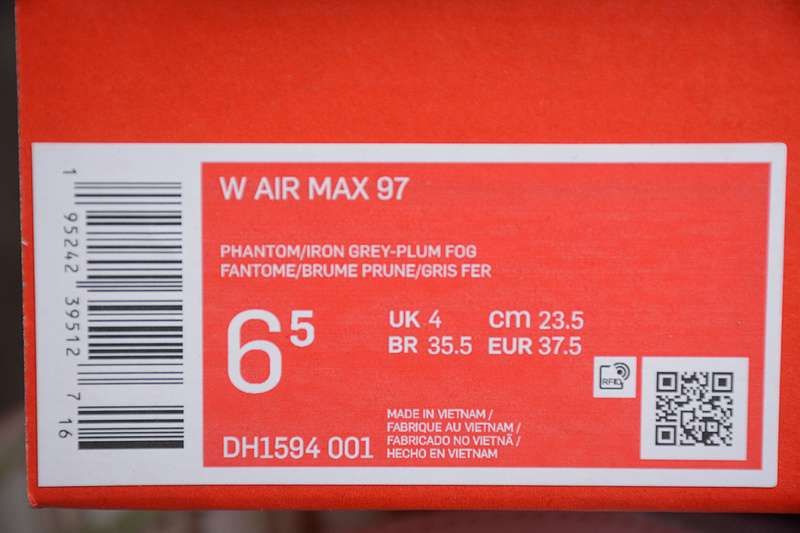 W AIR MAX 97
PHANTOM/IRON GREY-PLUM FOG
FANTOME/BRUME PRUNE/GRIS FER
6⁵
UK 4 cm 23.5
BR 35.5 EUR 37.5
RFID
MADE IN VIETNAM /
FABRIQUE AU VIETNAM /
FABRICADO NO VIETNÃ /
HECHO EN VIETNAM
DH1594 001
1 95242 39512 7 16